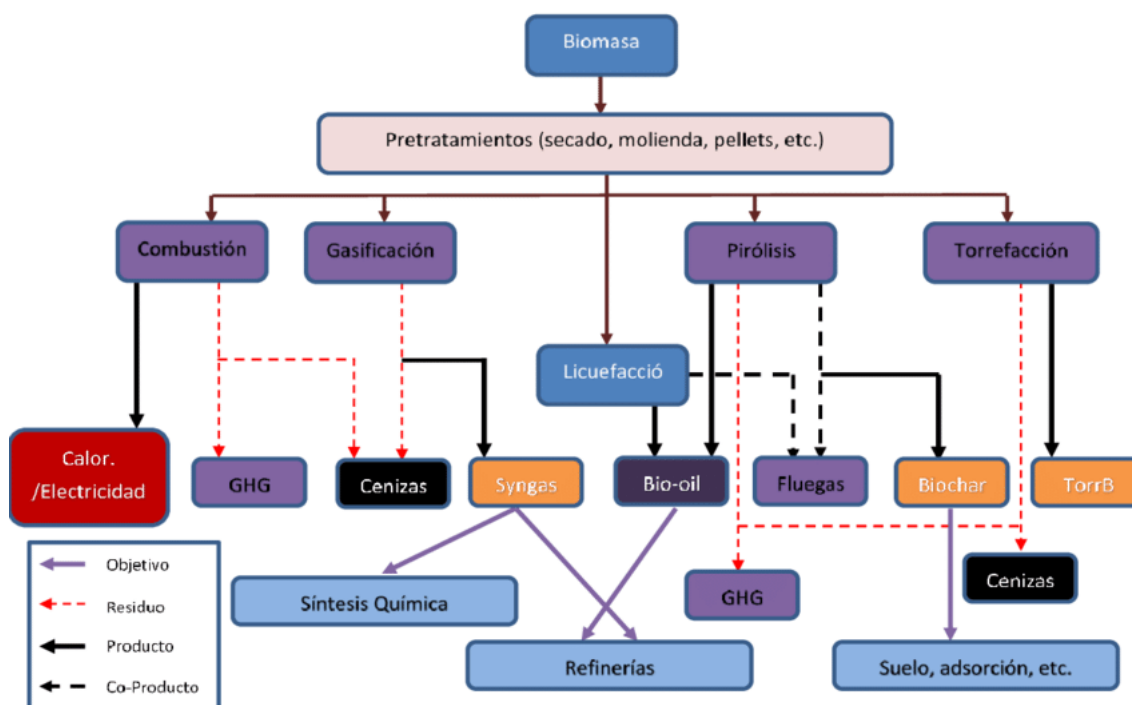 Biomasa
Pretratamientos (secado, molienda, pellets, etc.)
Combustión
Gasificación
Pirólisis
Torrefacción
Licuefacció
Calor.
/Electricidad
GHG
Cenizas
Syngas
Bio-oil
Fluegas
Biochar
TorrB
Objetivo
Residuo
Producto
Co-Producto
Síntesis Química
GHG
Cenizas
Refinerías
Suelo, adsorción, etc.